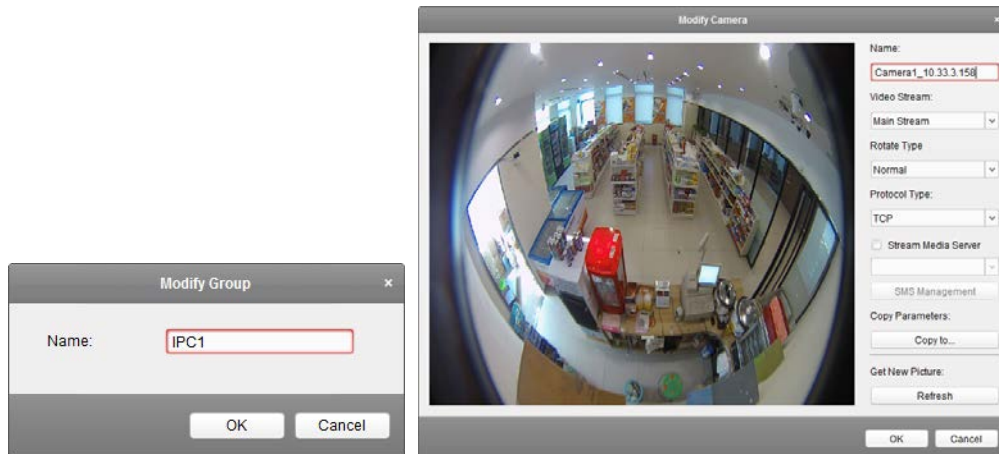 Modify Group
×
Name:
IPC1
OK
Cancel
Modify Camera
×
Name:
Camera1_10.33.3.158
Video Stream:
Main Stream
Rotate Type
Normal
Protocol Type:
TCP
Stream Media Server
SMS Management
Copy Parameters:
Copy to...
Get New Picture:
Refresh
OK
Cancel